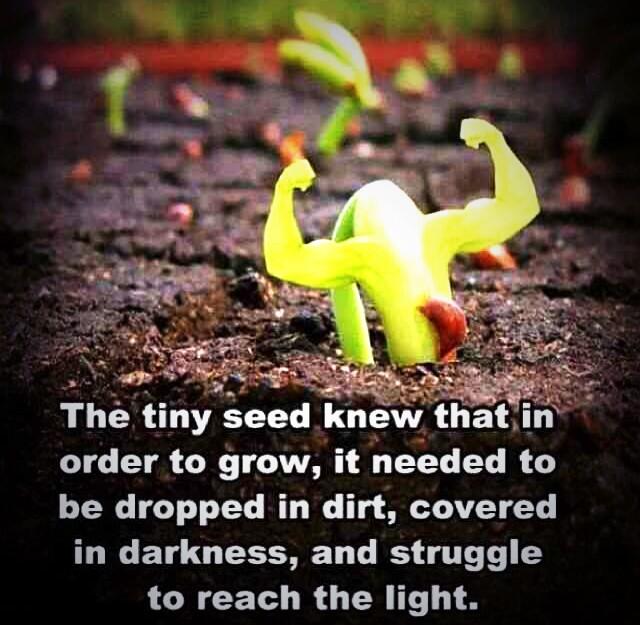 The tiny seed knew that in
order to grow, it needed to
be dropped in dirt, covered
in darkness, and struggle
to reach the light.